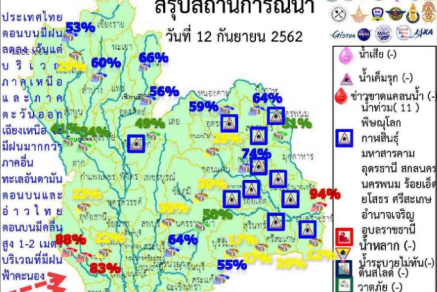 สรุปสถานการณ์น้ำ
วันที่ 12 กันยายน 2562
ประเทศไทย
ตอนบนมีฝน
ลดลง เว้นแต่
บริเวณ
ภาคเหนือ
และภาค
ตะวันออก
เฉียงเหนือ
มีฝนมากกว่า
ภาคอื่น
ทะเลอันดามัน
ตอนบนและ
อ่าวไทย
ตอนบนมีคลื่น
สูง 1-2 เมตร
บริเวณที่มีฝน
ฟ้าคะนอง
53%
66%
60%
56%
59%
64%
49%
74%
94%
64%
88%
83%
55%
น้ำเสีย (-)
น้ำเค็มรุก (-)
ข่าวขาดแคลนน้ำ (-)
น้ำท่วม (11)
พิษณุโลก
กาฬสินธุ์
มหาสารคาม
อุดรธานี สกลนคร
นครพนม ร้อยเอ็ด
ยโสธร ศรีสะเกษ
อำนาจเจริญ
อุบลราชธานี
น้ำหลาก (-)
น้ำระบายไม่ทัน(-)
ดินสไลด์ (-)
วาตภัย (-)